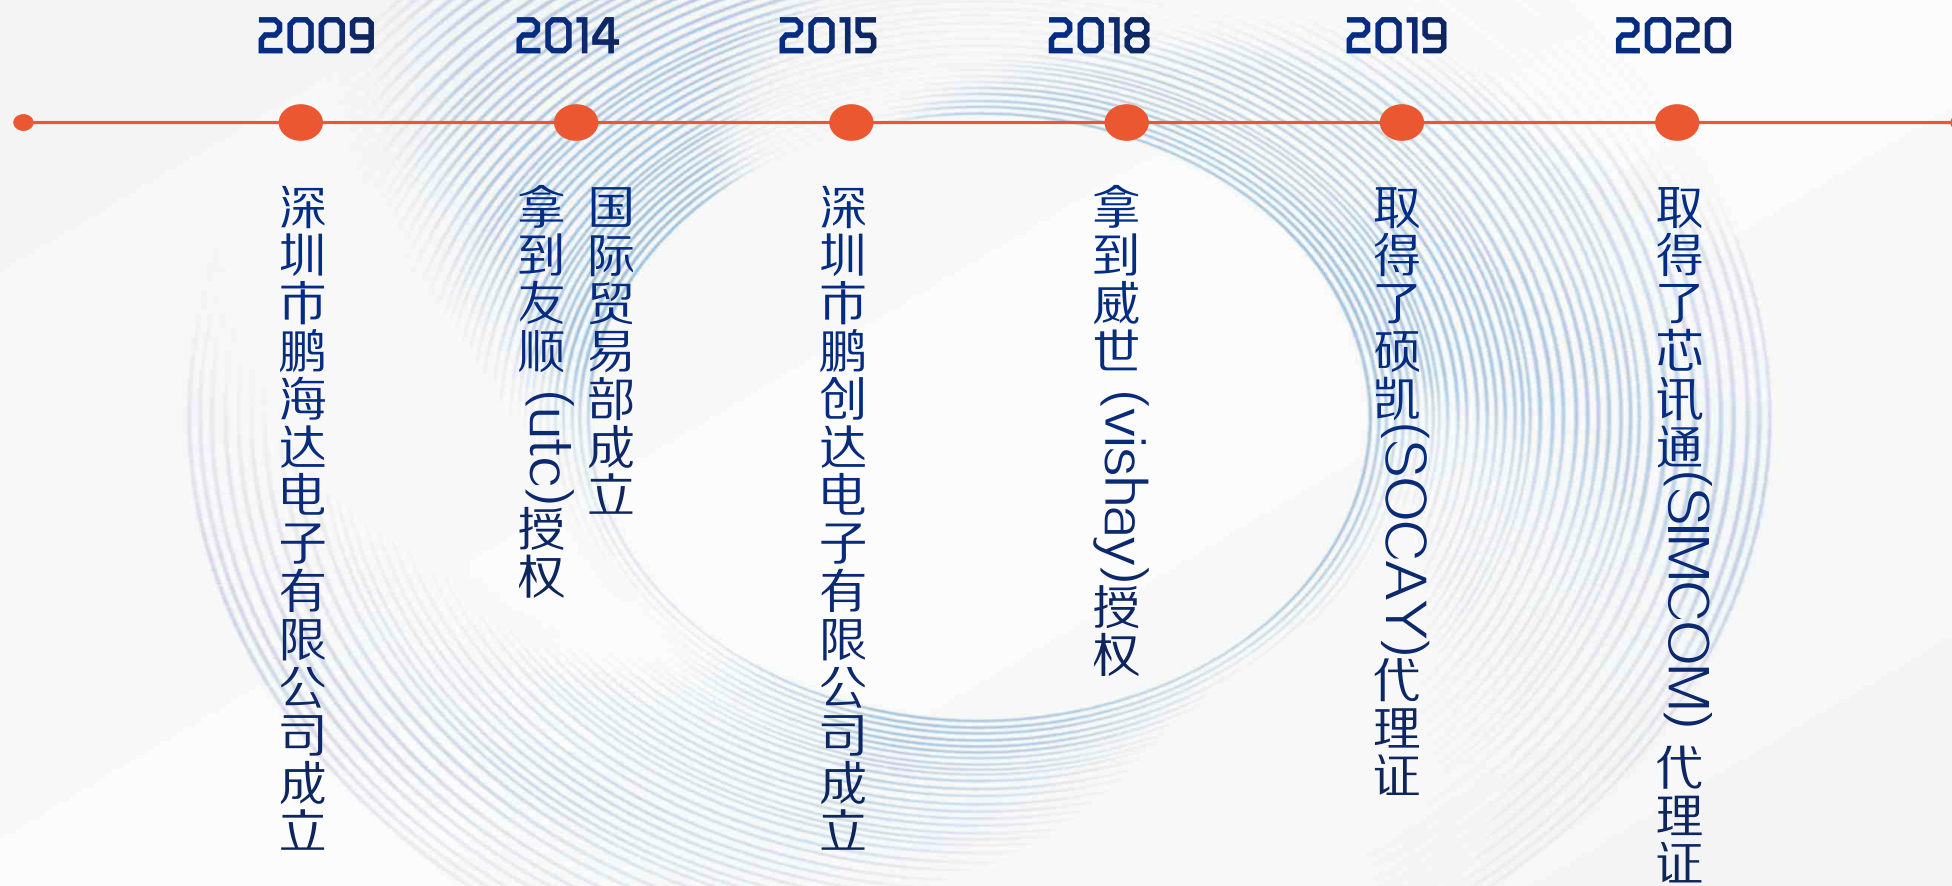 2009
2014
2015
2018
2019
2020
深圳市鹏海达电子有限公司成立
国际贸易部成立
拿到友顺（utc)授权
深圳市鹏创达电子有限公司成立
拿到威世（vishay)授权
取得了硕凯(SOCAY)代理证
取得了芯讯通(SIMCOM) 代理证